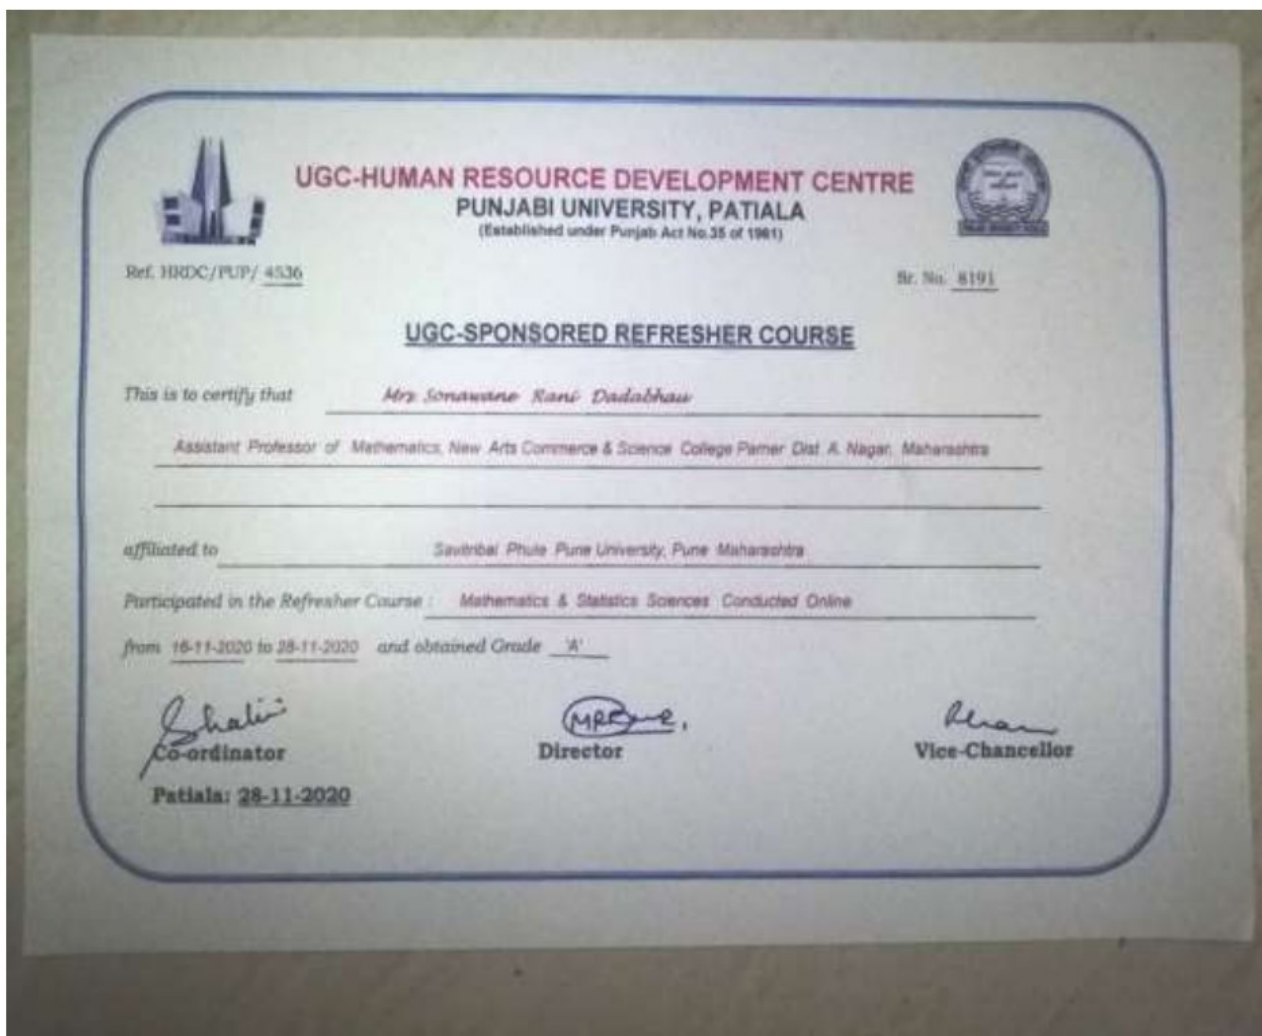 UGC-HUMAN RESOURCE DEVELOPMENT CENTRE
PUNJABI UNIVERSITY, PATIALA
(Established under Punjab Act No.35 of 1961)
Ref. HRDC/PUP/ 4536 Sr. No. 8191
UGC-SPONSORED REFRESHER COURSE
This is to certify that Mrs Sonawane Rani Dadabhau
Assistant Professor of Mathematics, New Arts Commerce & Science College Parner Dist A. Nagar, Maharashtra
affiliated to Savitribai Phule Pune University, Pune Maharashtra
Participated in the Refresher Course : Mathematics & Statistics Sciences Conducted Online
from 16-11-2020 to 28-11-2020 and obtained Grade 'A'
Shalini
Co-ordinator Director Vice-Chancellor
Patiala: 28-11-2020